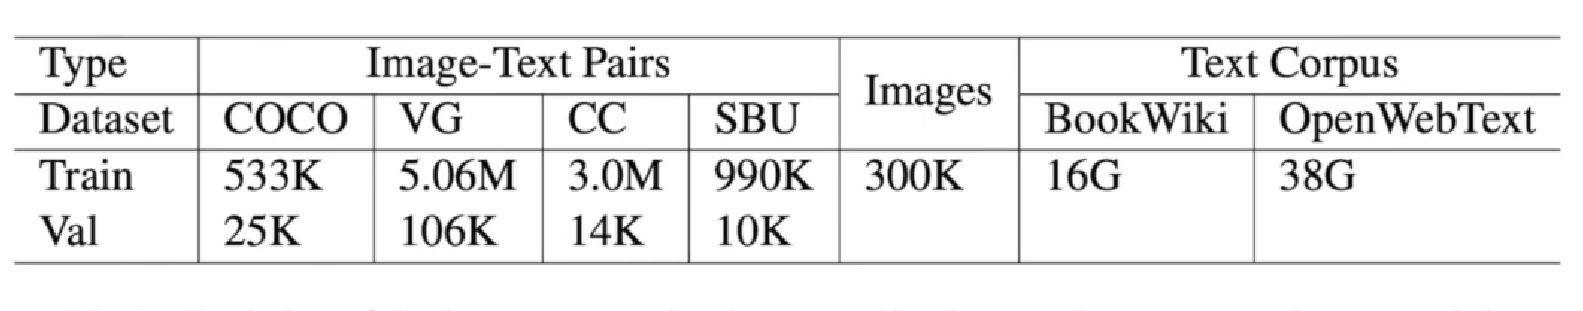 Type Image-Text Pairs Images Text Corpus
Dataset COCO VG CC SBU BookWiki OpenWebText
Train 533K 5.06M 3.0M 990K 300K 16G 38G
Val 25K 106K 14K 10K